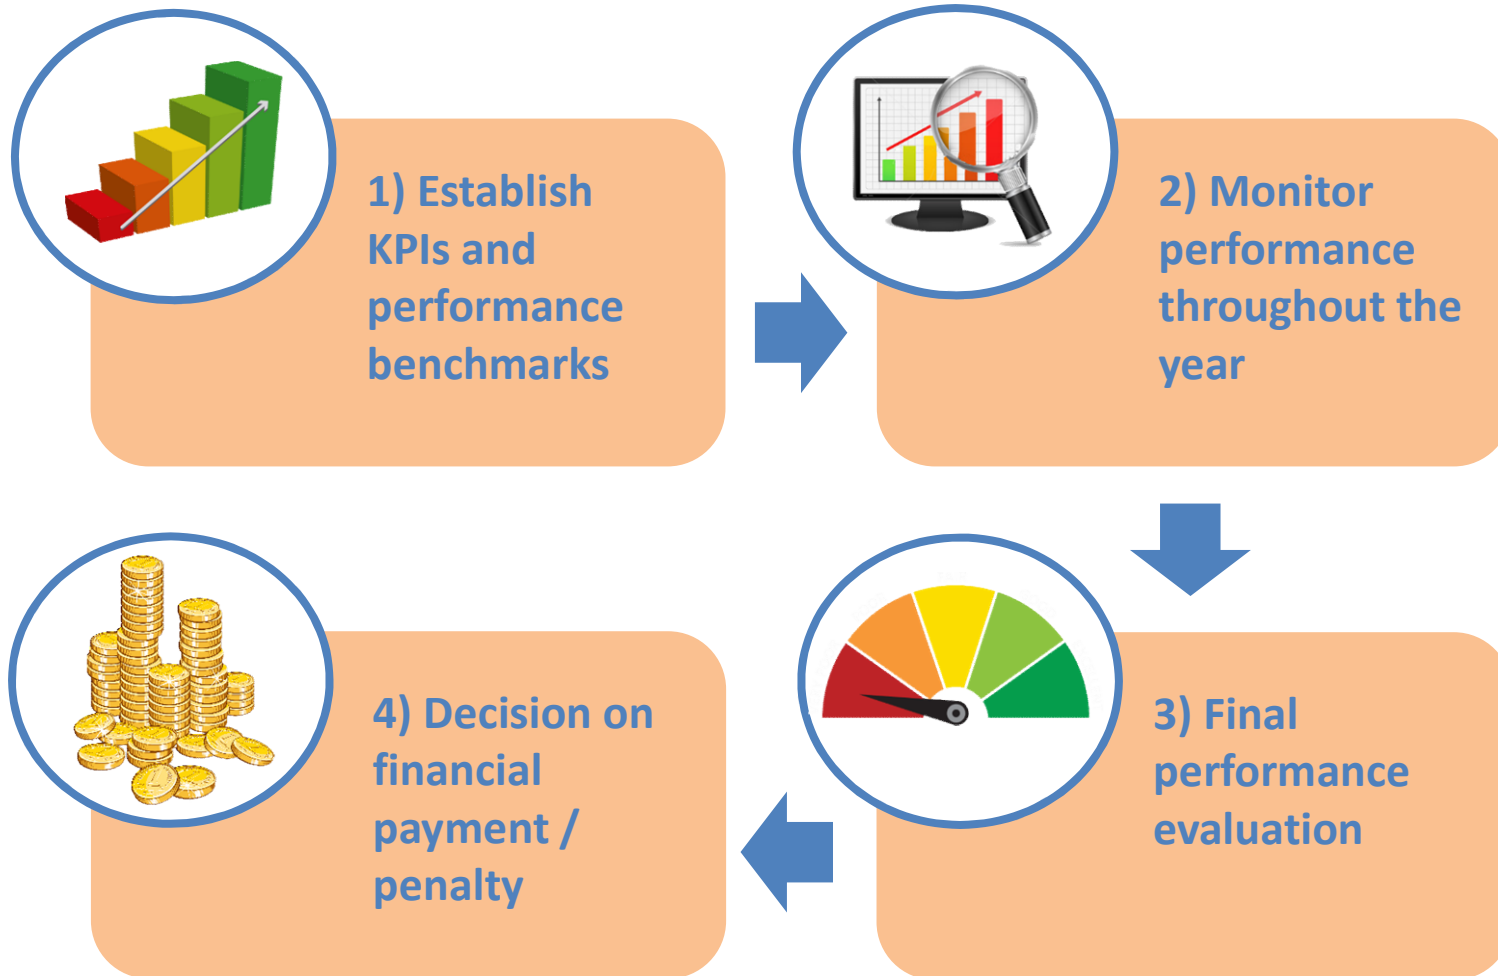 1) Establish
KPIs and
performance
benchmarks
2) Monitor
performance
throughout the
year
3) Final
performance
evaluation
4) Decision on
financial
payment /
penalty